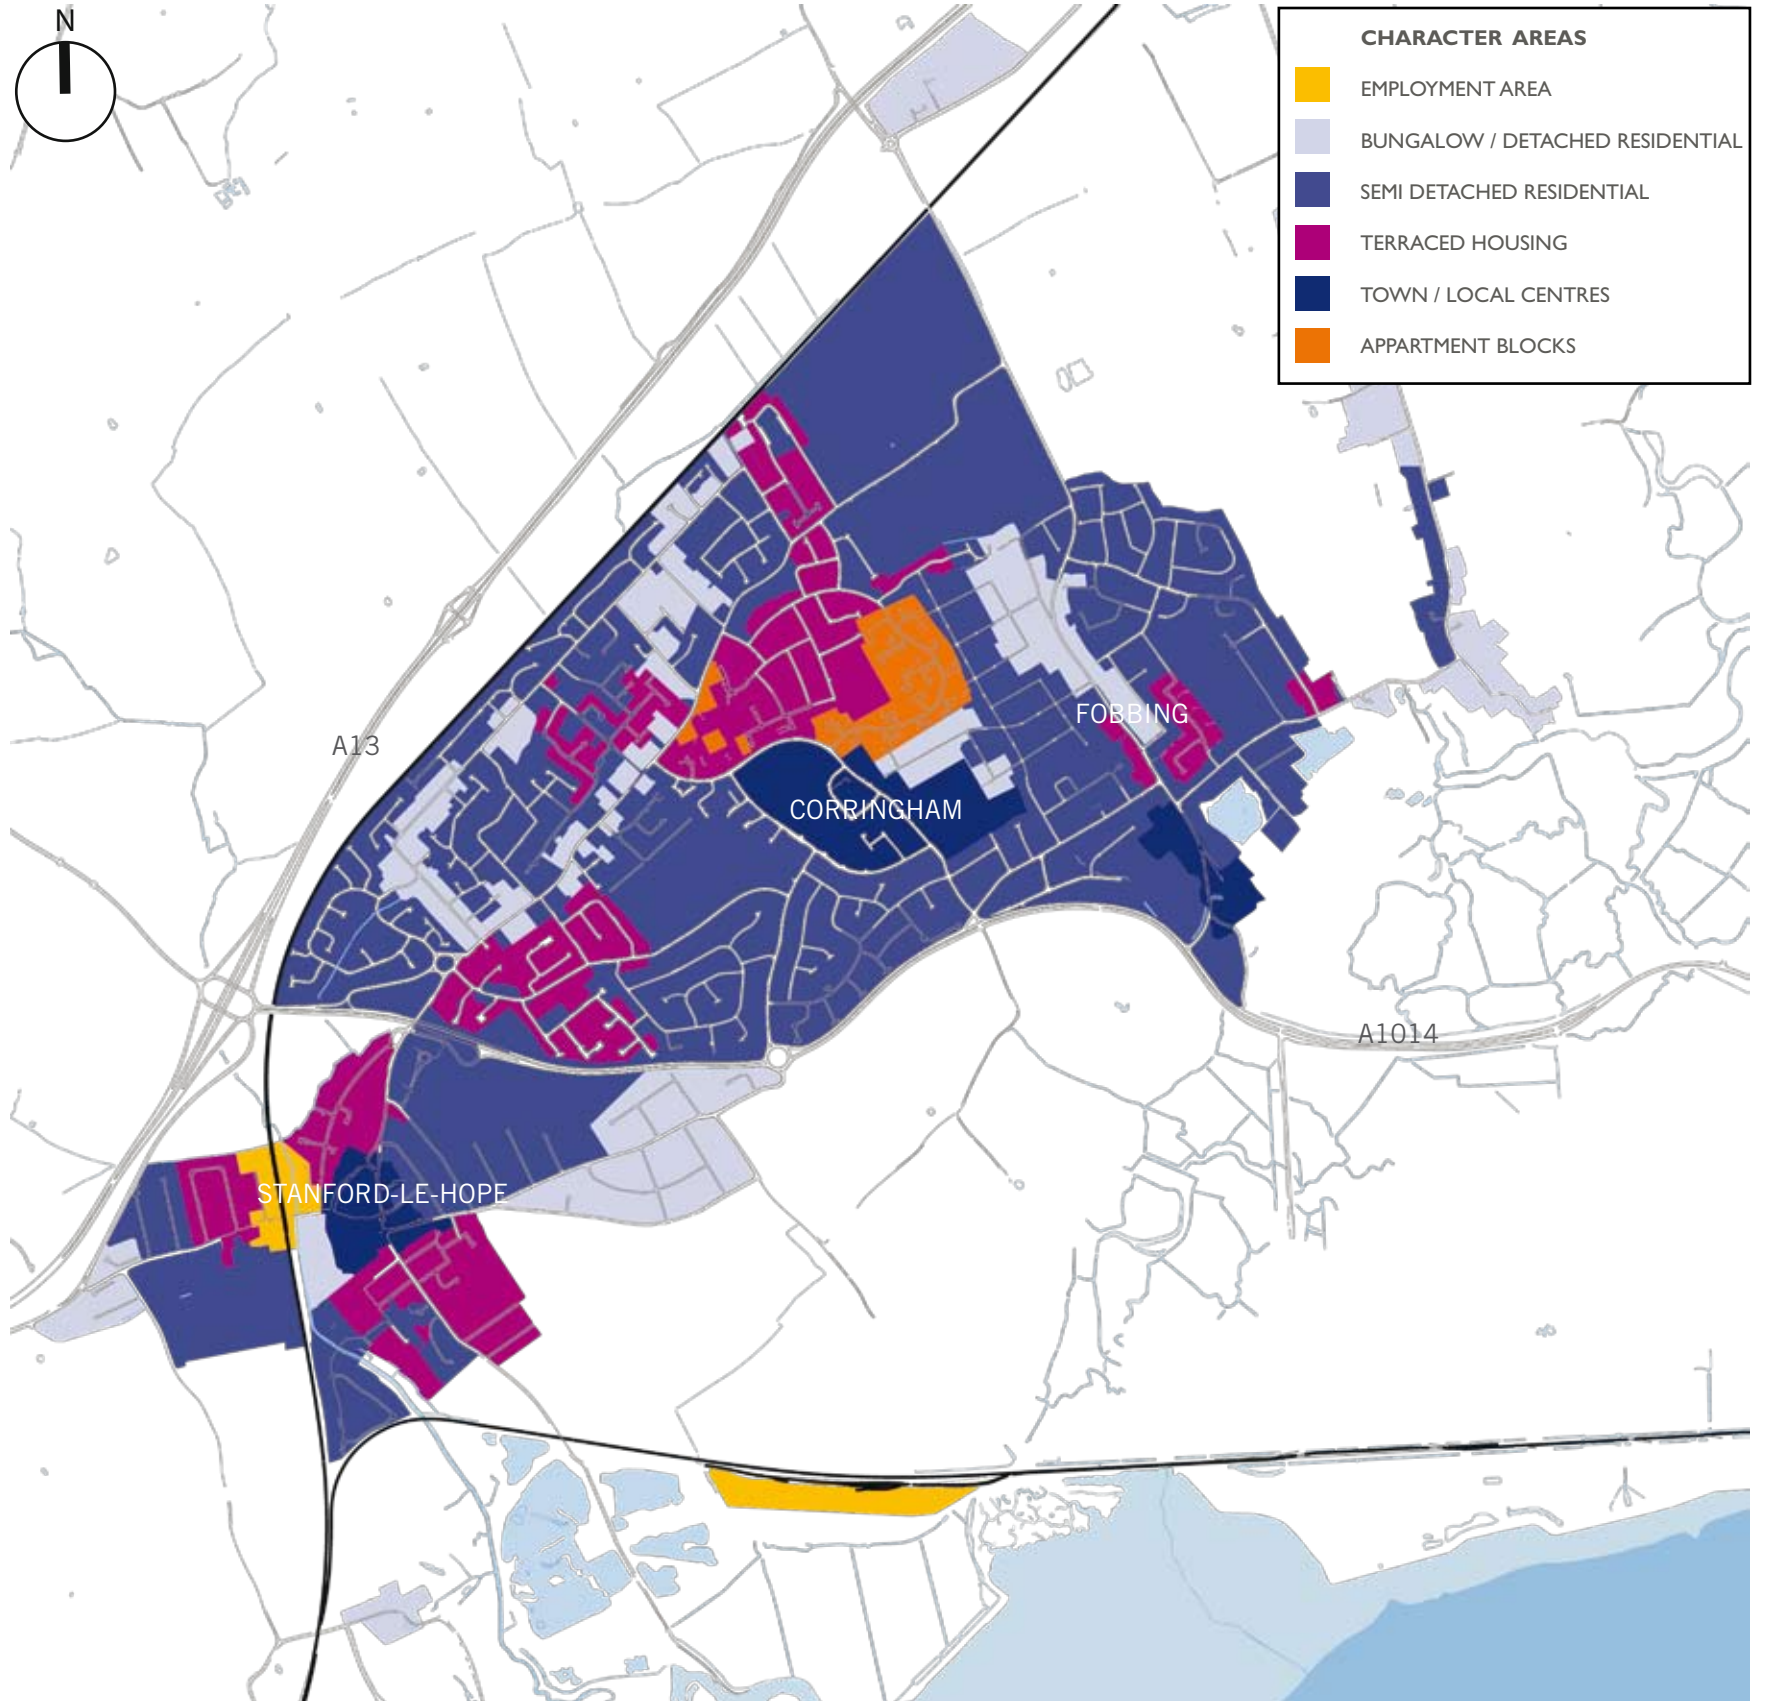 N
CHARACTER AREAS
EMPLOYMENT AREA
BUNGALOW / DETACHED RESIDENTIAL
SEMI DETACHED RESIDENTIAL
TERRACED HOUSING
TOWN / LOCAL CENTRES
APPARTMENT BLOCKS
FOBBING
A13
CORRINGHAM
A1014
STANFORD-LE-HOPE